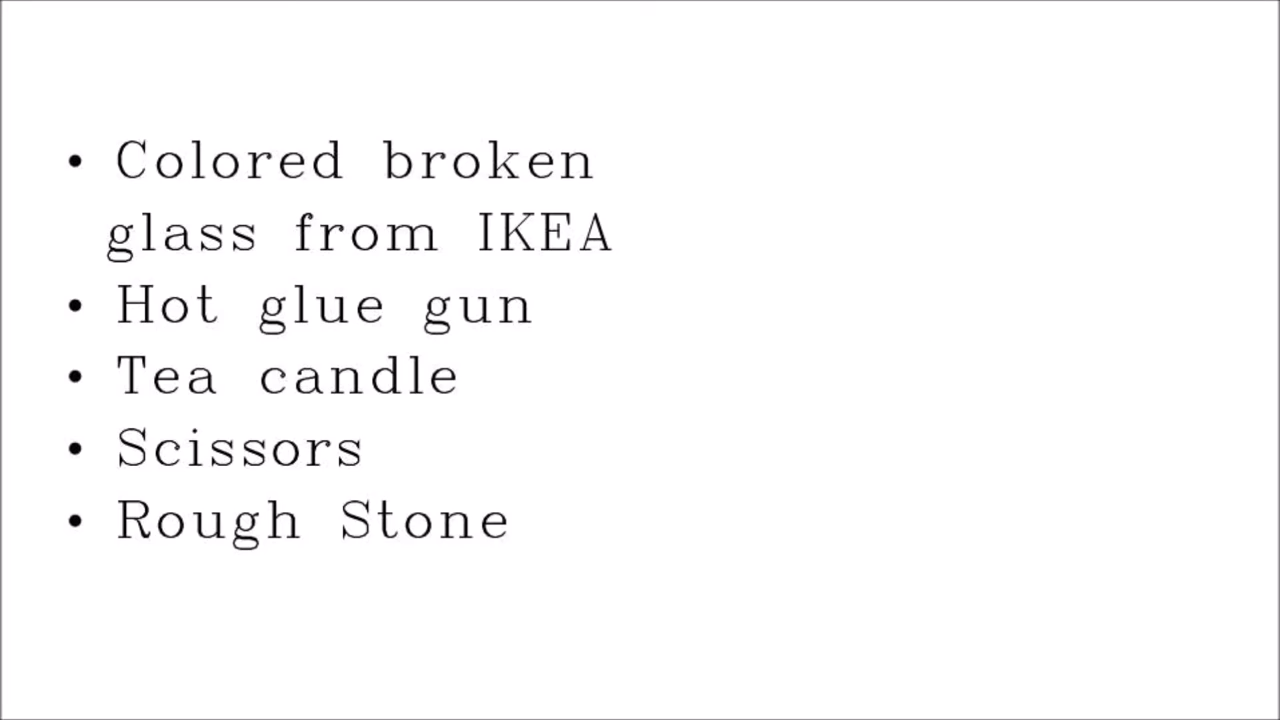 • Colored broken
glass from IKEA
• Hot glue gun
• Tea candle
• Scissors
• Rough Stone